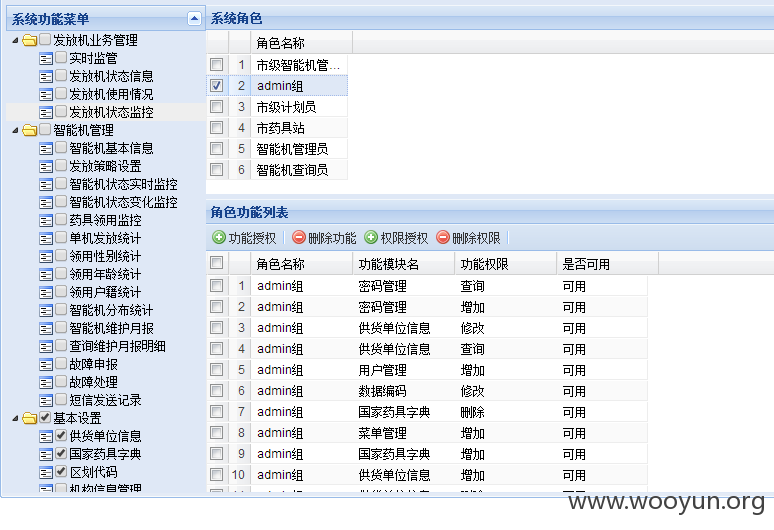 系统功能菜单
发放机业务管理
实时监管
发放机状态信息
发放机使用情况
发放机状态监控
智能机管理
智能机基本信息
发放策略设置
智能机状态实时监控
智能机状态变化监控
药具领用监控
单机发放统计
领用性别统计
领用年龄统计
领用户籍统计
智能机分布统计
智能机维护月报
查询维护月报明细
故障申报
故障处理
短信发送记录
基本设置
供货单位信息
国家药具字典
区划代码
机构信息管理
系统角色
角色名称
1 市级智能机管...
2 admin组
3 市级计划员
4 市药具站
5 智能机管理员
6 智能机查询员
角色功能列表
功能授权 删除功能 权限授权 删除权限
角色名称 功能模块名 功能权限 是否可用
1 admin组 密码管理 查询 可用
2 admin组 密码管理 增加 可用
3 admin组 供货单位信息 修改 可用
4 admin组 供货单位信息 查询 可用
5 admin组 用户管理 增加 可用
6 admin组 数据编码 修改 可用
7 admin组 国家药具字典 删除 可用
8 admin组 菜单管理 增加 可用
9 admin组 国家药具字典 增加 可用
10 admin组 供货单位信息 增加 可用
www.wooyun.org